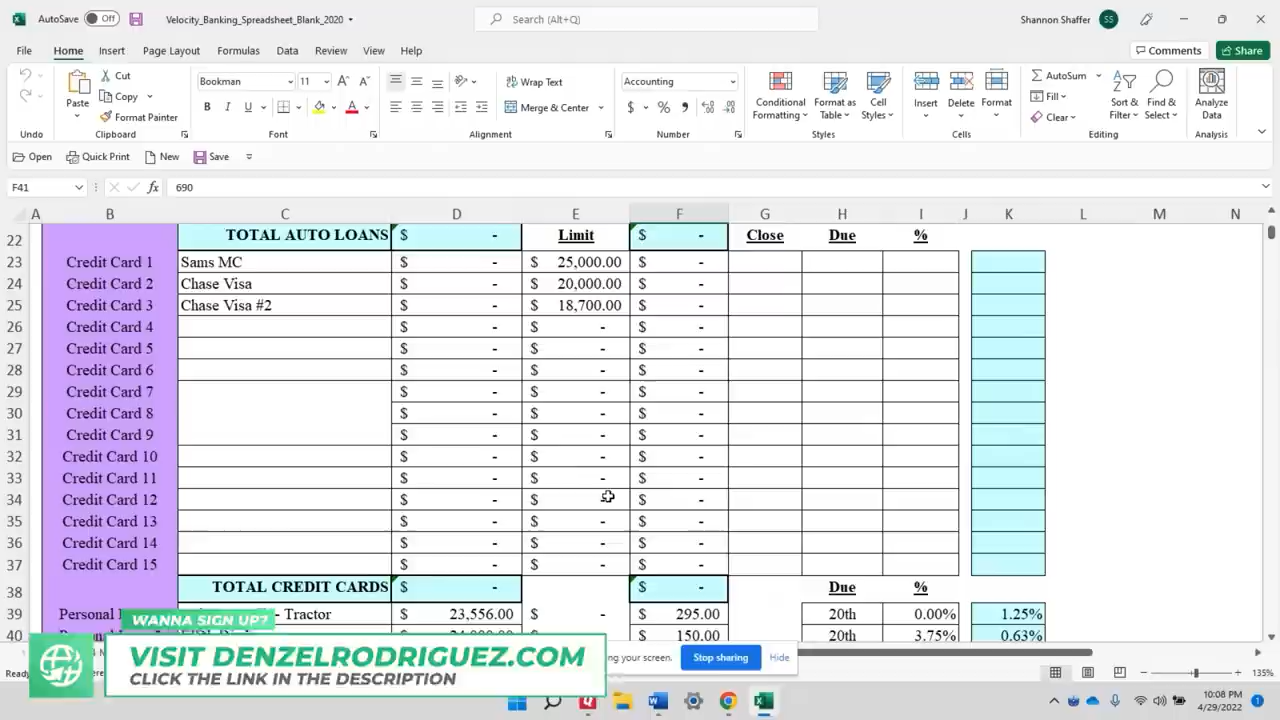 AutoSave Off Velocity_Banking_Spreadsheet_Blank_2020 Search (Alt+Q) Shannon Shaffer SS
File Home Insert Page Layout Formulas Data Review View Help Comments Share
Paste Cut Copy Format Painter
Bookman 11 B I U A
Wrap Text Merge & Center
Accounting $ %
Conditional Formatting Format as Table Cell Styles
Insert Delete Format
AutoSum Fill Clear Sort & Filter Find & Select Analyze Data
Undo Clipboard Font Alignment Number Styles Cells Editing Analysis
Open Quick Print New Save
F41 fx 690
A B C D E F G H I J K L M N
22 TOTAL AUTO LOANS $ - Limit $ - Close Due %
23 Credit Card 1 Sams MC $ - $ 25,000.00 $ -
24 Credit Card 2 Chase Visa $ - $ 20,000.00 $ -
25 Credit Card 3 Chase Visa #2 $ - $ 18,700.00 $ -
26 Credit Card 4 $ - $ - $ -
27 Credit Card 5 $ - $ - $ -
28 Credit Card 6 $ - $ - $ -
29 Credit Card 7 $ - $ - $ -
30 Credit Card 8 $ - $ - $ -
31 Credit Card 9 $ - $ - $ -
32 Credit Card 10 $ - $ - $ -
33 Credit Card 11 $ - $ - $ -
34 Credit Card 12 $ - $ - $ -
35 Credit Card 13 $ - $ - $ -
36 Credit Card 14 $ - $ - $ -
37 Credit Card 15 $ - $ - $ -
38 TOTAL CREDIT CARDS $ - $ - Due %
39 Personal - Tractor $ 23,556.00 $ - $ 295.00 20th 0.00% 1.25%
40 150.00 20th 3.75% 0.63%
WANNA SIGN UP?
VISIT DENZELRODRIGUEZ.COM
CLICK THE LINK IN THE DESCRIPTION
your screen. Stop sharing Hide
135%
10:08 PM
4/29/2022